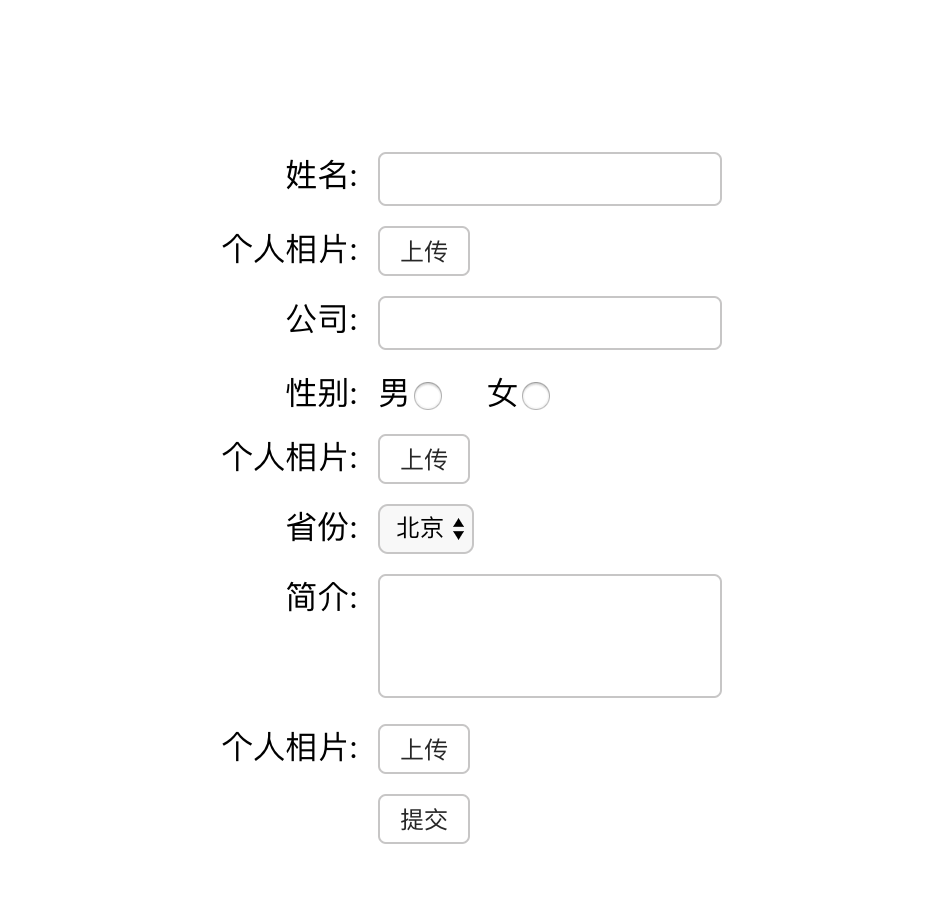 姓名:
个人相片: 上传
公司:
性别: 男 女
个人相片: 上传
省份: 北京
简介:
个人相片: 上传
提交